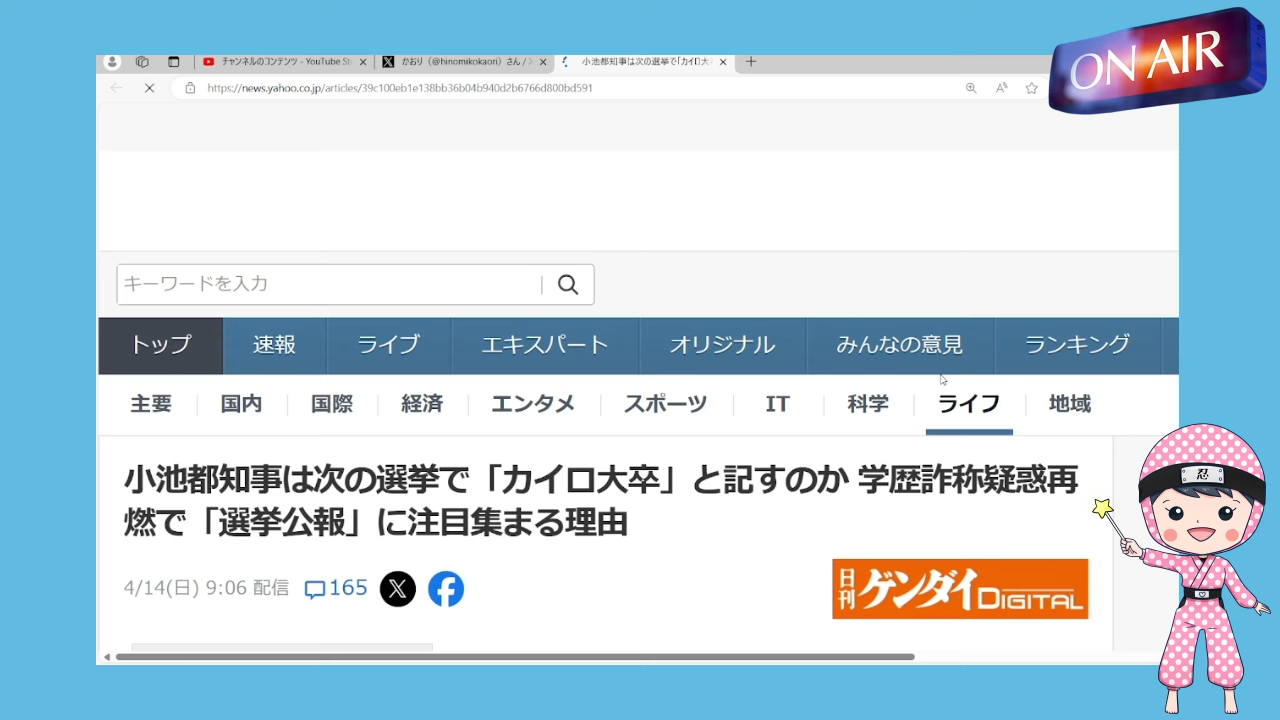 ON AIR
チャンネルのコンテンツ - YouTube St
かおり (@hinomikokaori) さん / X
小池都知事は次の選挙で「カイロ大卒
https://news.yahoo.co.jp/articles/39c100eb1e138bb36b04b940d2b6766d800bd591
キーワードを入力
トップ 速報 ライブ エキスパート オリジナル みんなの意見 ランキング
主要 国内 国際 経済 エンタメ スポーツ IT 科学 ライフ 地域
小池都知事は次の選挙で「カイロ大卒」と記すのか 学歴詐称疑惑再
燃で「選挙公報」に注目集まる理由
4/14(日) 9:06 配信 165
日刊ゲンダイDIGITAL
忍